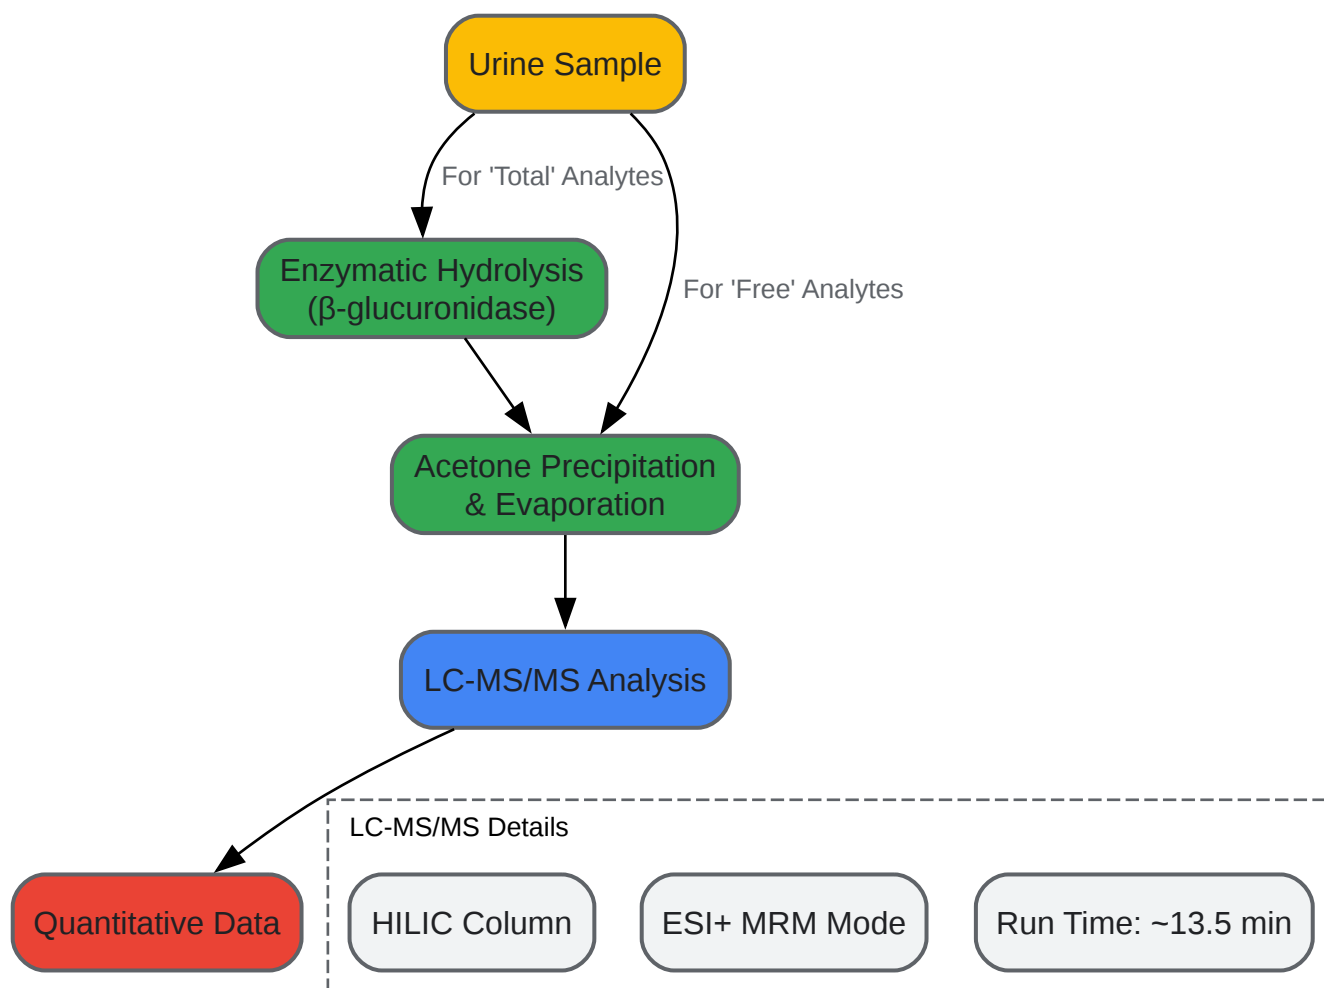 Urine Sample
For 'Total' Analytes
Enzymatic Hydrolysis
(β-glucuronidase)
For 'Free' Analytes
Acetone Precipitation
& Evaporation
LC-MS/MS Analysis
LC-MS/MS Details
Quantitative Data
HILIC Column
ESI+ MRM Mode
Run Time: ~13.5 min